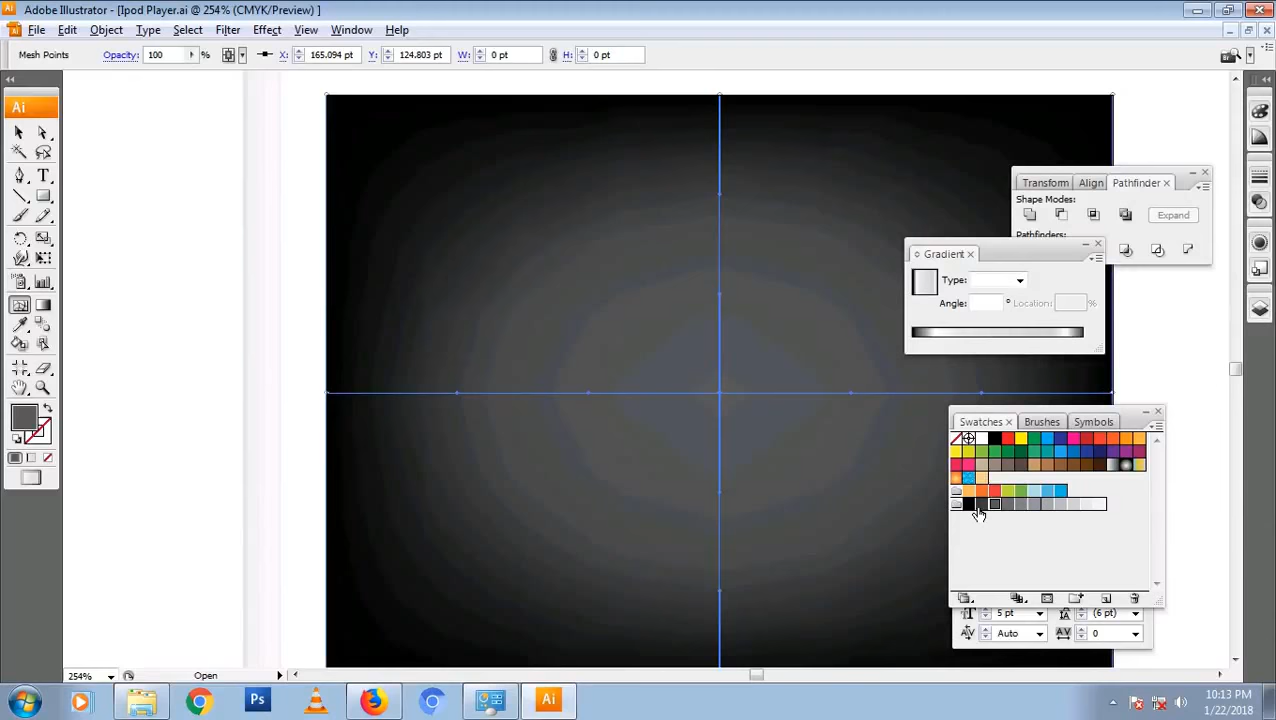 Adobe Illustrator - [Ipod Player.ai @ 254% (CMYK/Preview) ]
File Edit Object Type Select Filter Effect View Window Help
Mesh Points Opacity: 100 % X: 165.094 pt Y: 124.803 pt W: 0 pt H: 0 pt
Ai
Transform Align Pathfinder
Shape Modes:
Expand
Pathfinders:
Gradient
Type:
Angle: ° Location: %
Swatches Brushes Symbols
5 pt (6 pt)
Auto 0
254% Open
Ps Ai
10:13 PM
1/22/2018